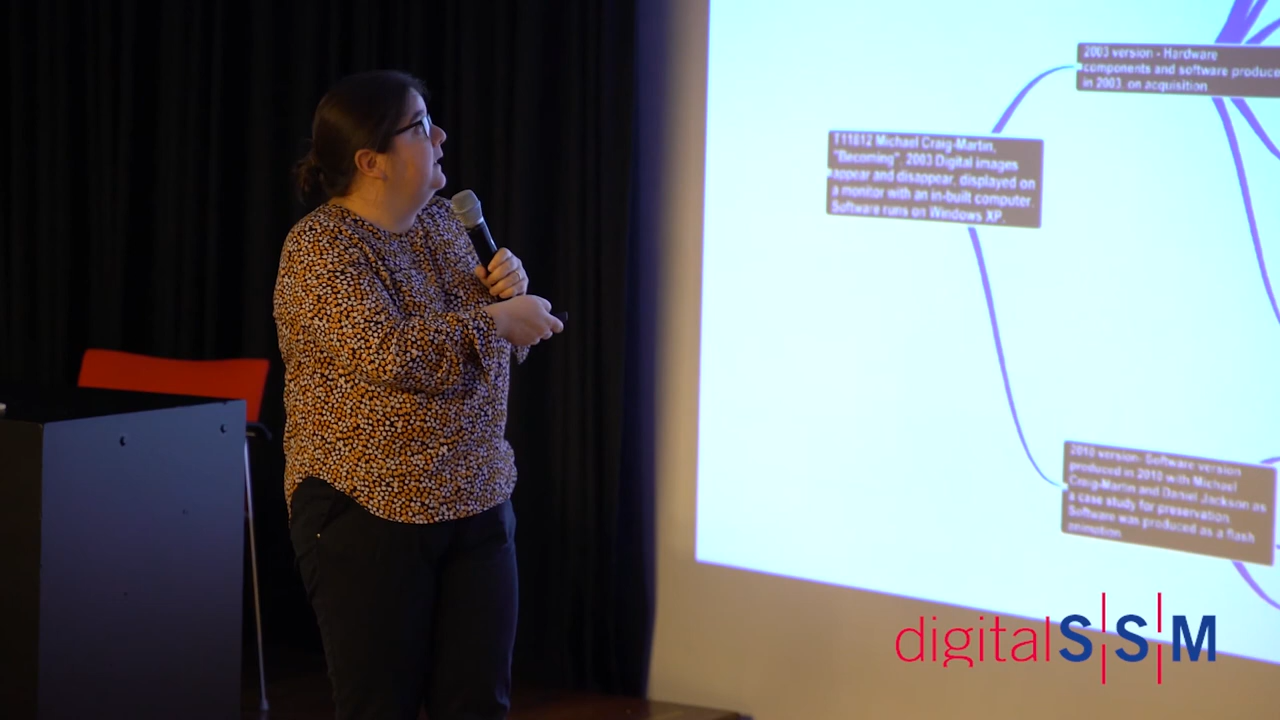 2003 version - Hardware
components and software produce
in 2003 on acquisition
T11812 Michael Craig-Martin,
"Becoming", 2003 Digital images
appear and disappear, displayed on
a monitor with an in-built computer.
Software runs on Windows XP.
2010 version- Software version
produced in 2010 with Michael
Craig-Martin and Daniel Jackson as
a case study for preservation.
Software was produced as a flash
animation.
digitalS|S|M